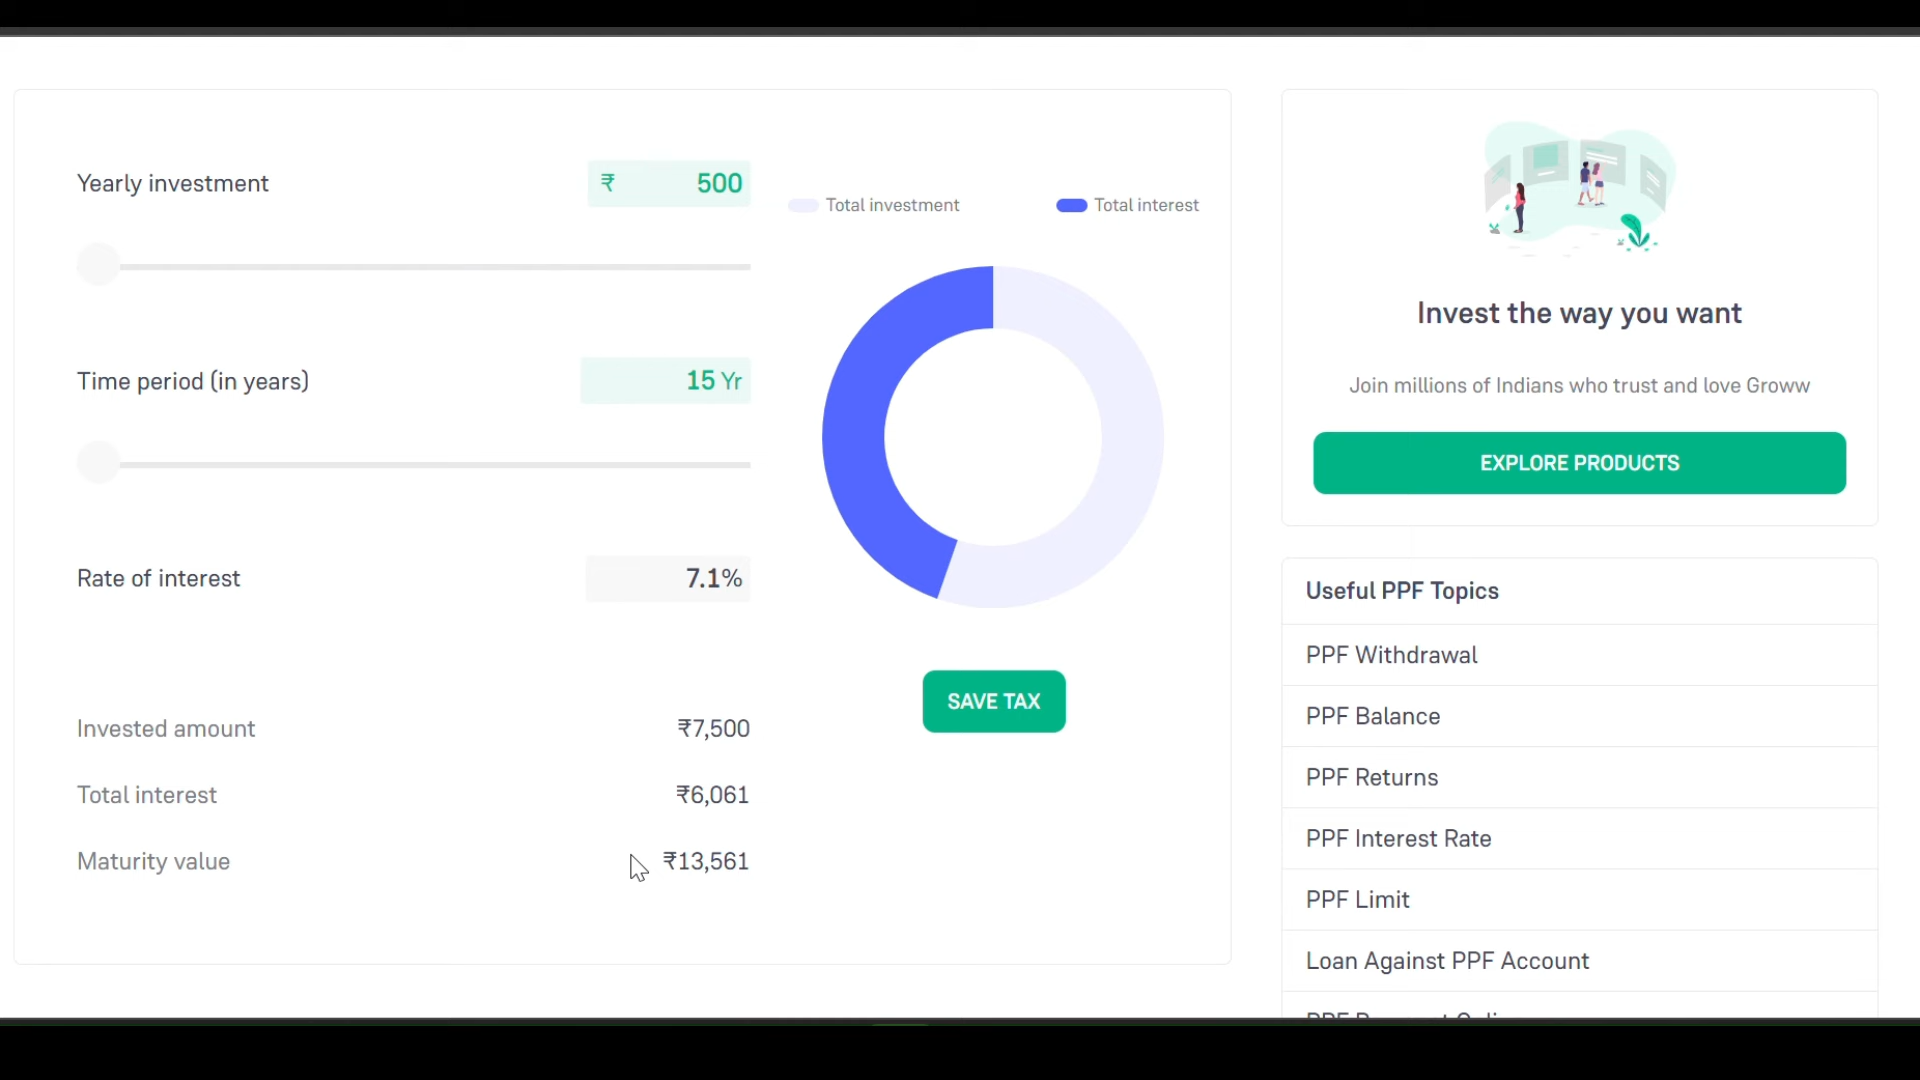 Yearly investment
₹ 500
Time period (in years)
15 Yr
Rate of interest
7.1%
Invested amount
₹7,500
Total interest
₹6,061
Maturity value
₹13,561
Total investment
Total interest
SAVE TAX
Invest the way you want
Join millions of Indians who trust and love Groww
EXPLORE PRODUCTS
Useful PPF Topics
PPF Withdrawal
PPF Balance
PPF Returns
PPF Interest Rate
PPF Limit
Loan Against PPF Account